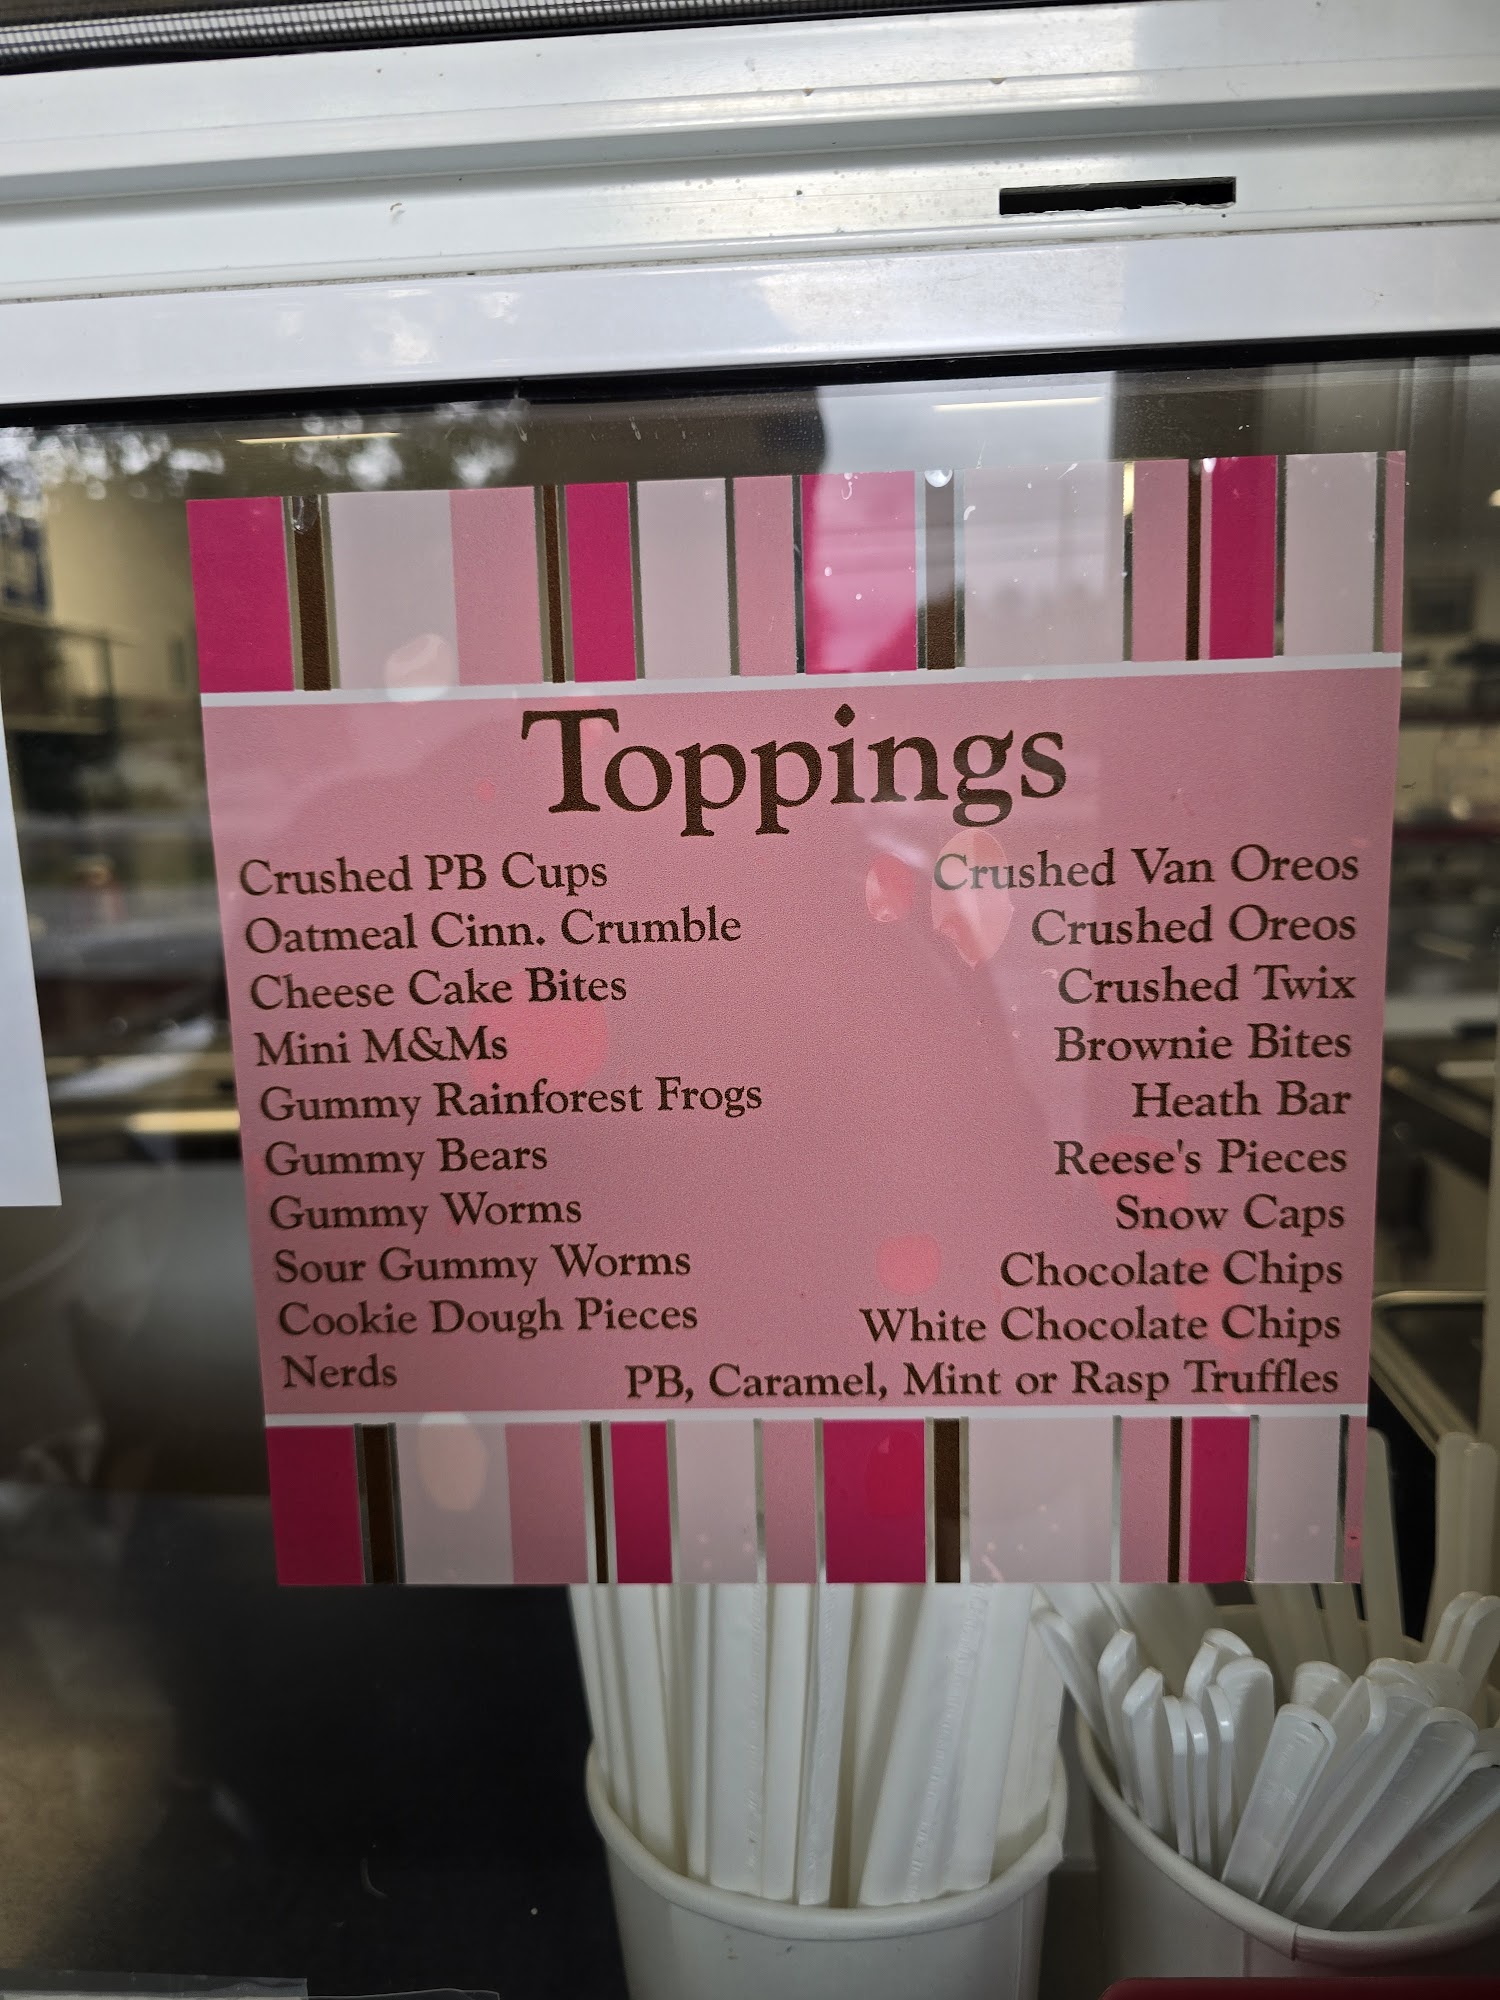 Toppings
Crushed PB Cups
Oatmeal Cinn. Crumble
Cheese Cake Bites
Mini M&Ms
Gummy Rainforest Frogs
Gummy Bears
Gummy Worms
Sour Gummy Worms
Cookie Dough Pieces
Nerds
Crushed Van Oreos
Crushed Oreos
Crushed Twix
Brownie Bites
Heath Bar
Reese's Pieces
Snow Caps
Chocolate Chips
White Chocolate Chips
PB, Caramel, Mint or Rasp Truffles